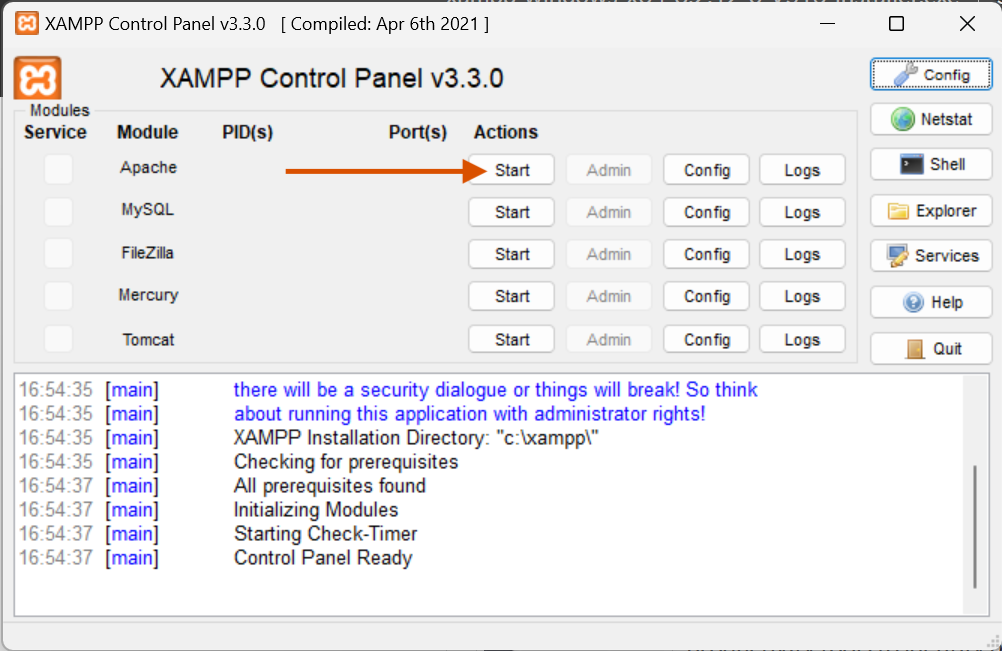 XAMPP Control Panel v3.3.0 [ Compiled: Apr 6th 2021 ]
XAMPP Control Panel v3.3.0
Config
Modules
Service Module PID(s) Port(s) Actions
Netstat
Apache Start Admin Config Logs
Shell
MySQL Start Admin Config Logs
Explorer
FileZilla Start Admin Config Logs
Services
Mercury Start Admin Config Logs
Help
Tomcat Start Admin Config Logs
Quit
16:54:35 [main] there will be a security dialogue or things will break! So think
16:54:35 [main] about running this application with administrator rights!
16:54:35 [main] XAMPP Installation Directory: "c:\xampp\"
16:54:35 [main] Checking for prerequisites
16:54:37 [main] All prerequisites found
16:54:37 [main] Initializing Modules
16:54:37 [main] Starting Check-Timer
16:54:37 [main] Control Panel Ready